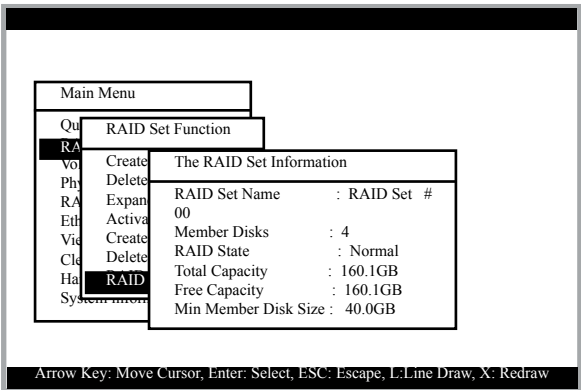 Main Menu
Qu
RA
Vol
Phy
RA
Eth
Vie
Cle
Ha
System
RAID Set Function
Create
Delete
Expan
Activa
Create
Delete
RAID
The RAID Set Information
RAID Set Name : RAID Set #
00
Member Disks : 4
RAID State : Normal
Total Capacity : 160.1GB
Free Capacity : 160.1GB
Min Member Disk Size : 40.0GB
Arrow Key: Move Cursor, Enter: Select, ESC: Escape, L:Line Draw, X: Redraw